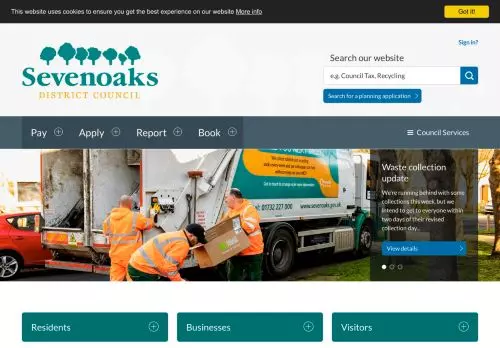 This website uses cookies to ensure you get the best experience on our website More info
Got it!
Sign in?
Sevenoaks
DISTRICT COUNCIL
Search our website
e.g. Council Tax, Recycling
Search for a planning application
Pay
Apply
Report
Book
Council Services
01732 227 000
www.sevenoaks.gov.uk
Waste collection
update
We're running behind with some
collections this week, but we
intend to get to everyone within
two days of their revised
collection day...
View details
Residents
Businesses
Visitors